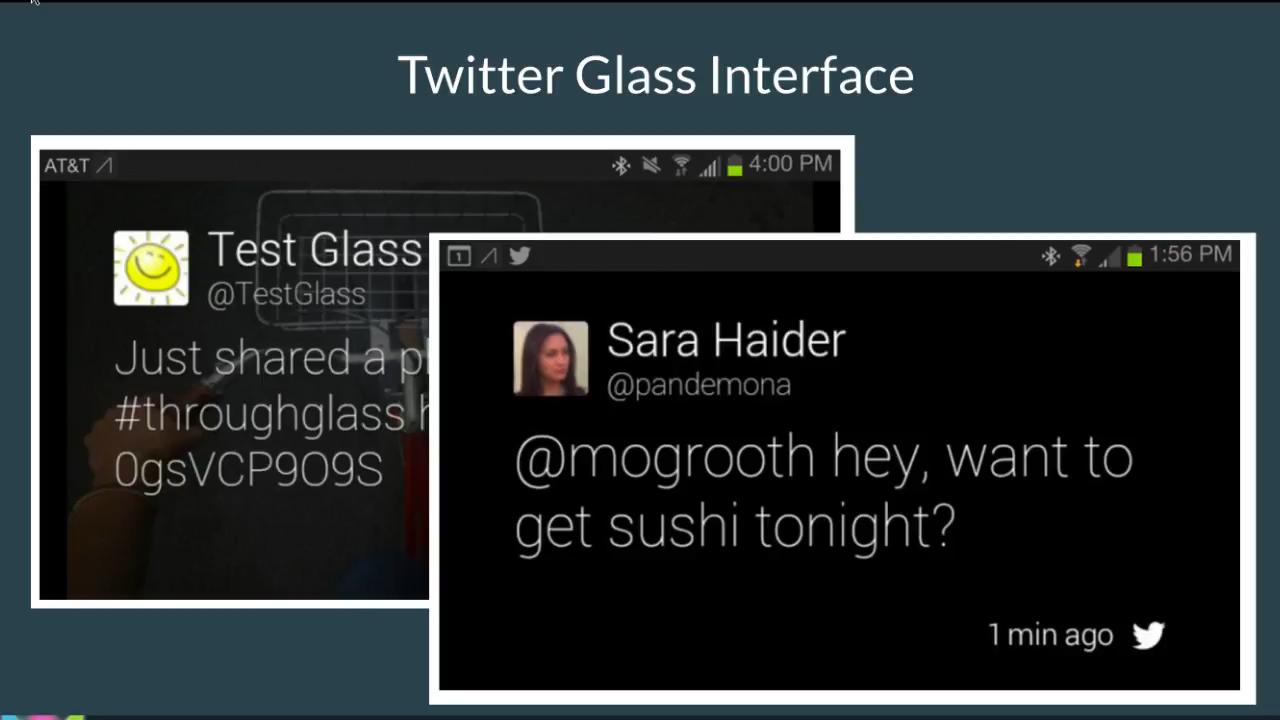 Twitter Glass Interface
AT&T
4:00 PM
Test Glass
@TestGlass
Just shared a
#throughglass
0gsVCP9O9S
1
1:56 PM
Sara Haider
@pandemona
@mogrooth hey, want to
get sushi tonight?
1 min ago